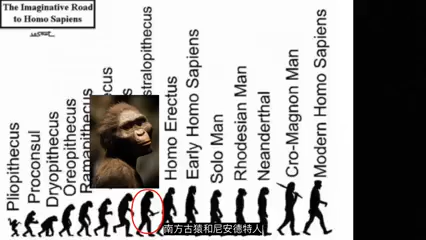 The Imaginative Road
to Homo Sapiens
Pliopithecus
Proconsul
Dryopithecus
Oreopithecus
Ramapithecus
Homo Erectus
Early Homo Sapiens
Solo Man
Rhodesian Man
Neanderthal
Cro-Magnon Man
Modern Homo Sapiens
南方古猿和尼安德特人